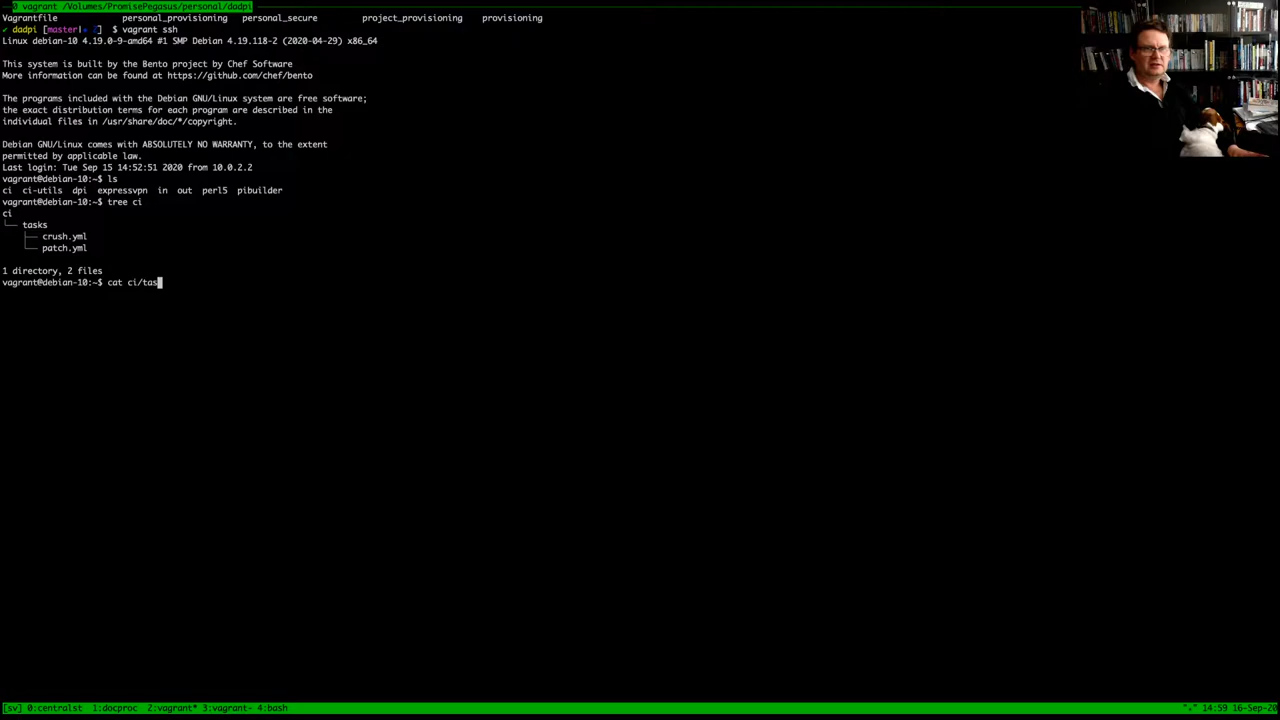 0 vagrant /Volumes/PromisePegasus/personal/dadpi
Vagrantfile personal_provisioning personal_secure project_provisioning provisioning
✔ dadpi [master| 2] $ vagrant ssh
Linux debian-10 4.19.0-9-amd64 #1 SMP Debian 4.19.118-2 (2020-04-29) x86_64
This system is built by the Bento project by Chef Software
More information can be found at https://github.com/chef/bento
The programs included with the Debian GNU/Linux system are free software;
the exact distribution terms for each program are described in the
individual files in /usr/share/doc/*/copyright.
Debian GNU/Linux comes with ABSOLUTELY NO WARRANTY, to the extent
permitted by applicable law.
Last login: Tue Sep 15 14:52:51 2020 from 10.0.2.2
vagrant@debian-10:~$ ls
ci ci-utils dpi expressvpn in out perl5 pibuilder
vagrant@debian-10:~$ tree ci
ci
└── tasks
├── crush.yml
└── patch.yml
1 directory, 2 files
vagrant@debian-10:~$ cat ci/tas
[sv] 0:centralst 1:docproc 2:vagrant* 3:vagrant- 4:bash 14:59 16-Sep-20